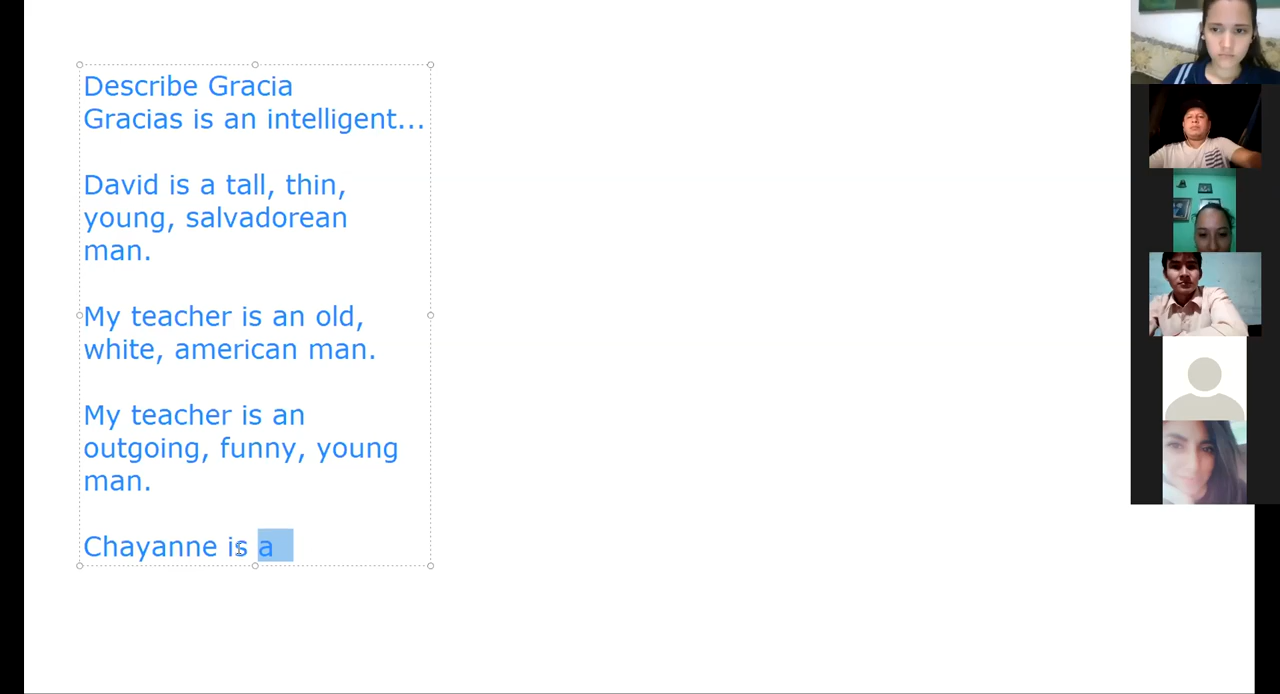 Describe Gracia
Gracias is an intelligent...
David is a tall, thin,
young, salvadorean
man.
My teacher is an old,
white, american man.
My teacher is an
outgoing, funny, young
man.
Chayanne is a